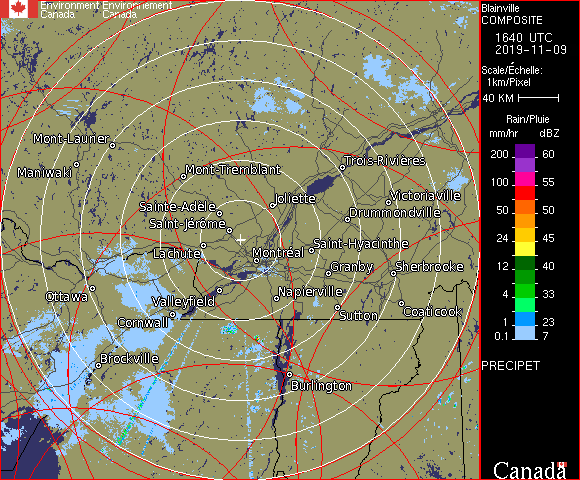 Environment Environnement
Canada Canada
Blainville
COMPOSITE
1640 UTC
2019-11-09
Scale/Échelle:
1km/Pixel
40 KM
Rain/Pluie
mm/hr dBZ
200 60
100 55
50 50
24 45
12 40
4 33
1 23
0.1 7
PRECIPET
Canada
Mont-Laurier
Maniwaki
Mont-Tremblant
Trois-Rivières
Joliette
Victoriaville
Sainte-Adèle
Drummondville
Saint-Jérôme
Lachute
Montréal
Saint-Hyacinthe
Granby
Sherbrooke
Ottawa
Valleyfield
Napierville
Cornwall
Sutton
Coaticook
Brockville
Burlington